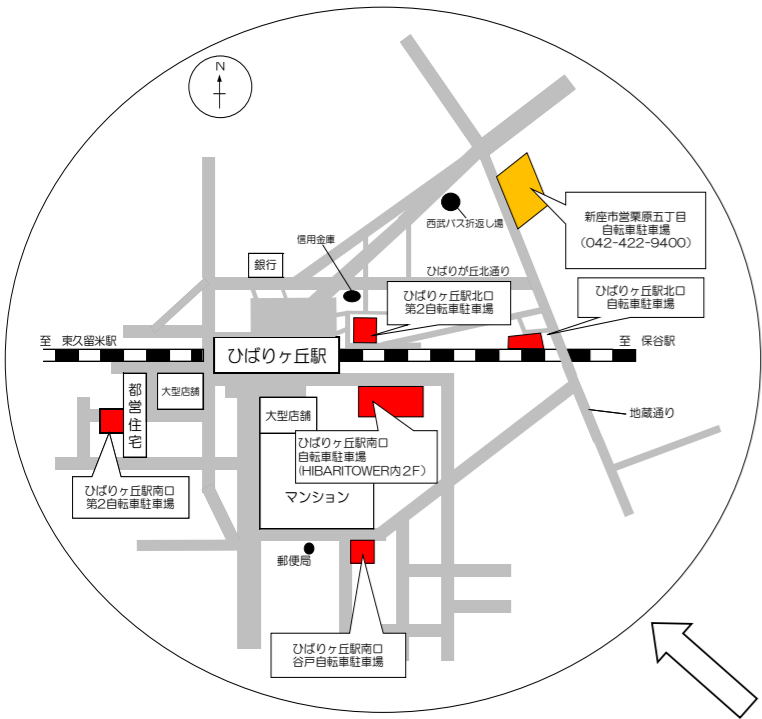 N
西武バス折返し場
新座市営栗原五丁目
自転車駐車場
(042-422-9400)
信用金庫
銀行
ひばりが丘北通り
ひばりヶ丘駅北口
第2自転車駐車場
ひばりヶ丘駅北口
自転車駐車場
至 東久留米駅
ひばりヶ丘駅
至 保谷駅
都営住宅
大型店舗
大型店舗
地蔵通り
ひばりヶ丘駅南口
自転車駐車場
(HIBARITOWER内2F)
ひばりヶ丘駅南口
第2自転車駐車場
マンション
郵便局
ひばりヶ丘駅南口
谷戸自転車駐車場